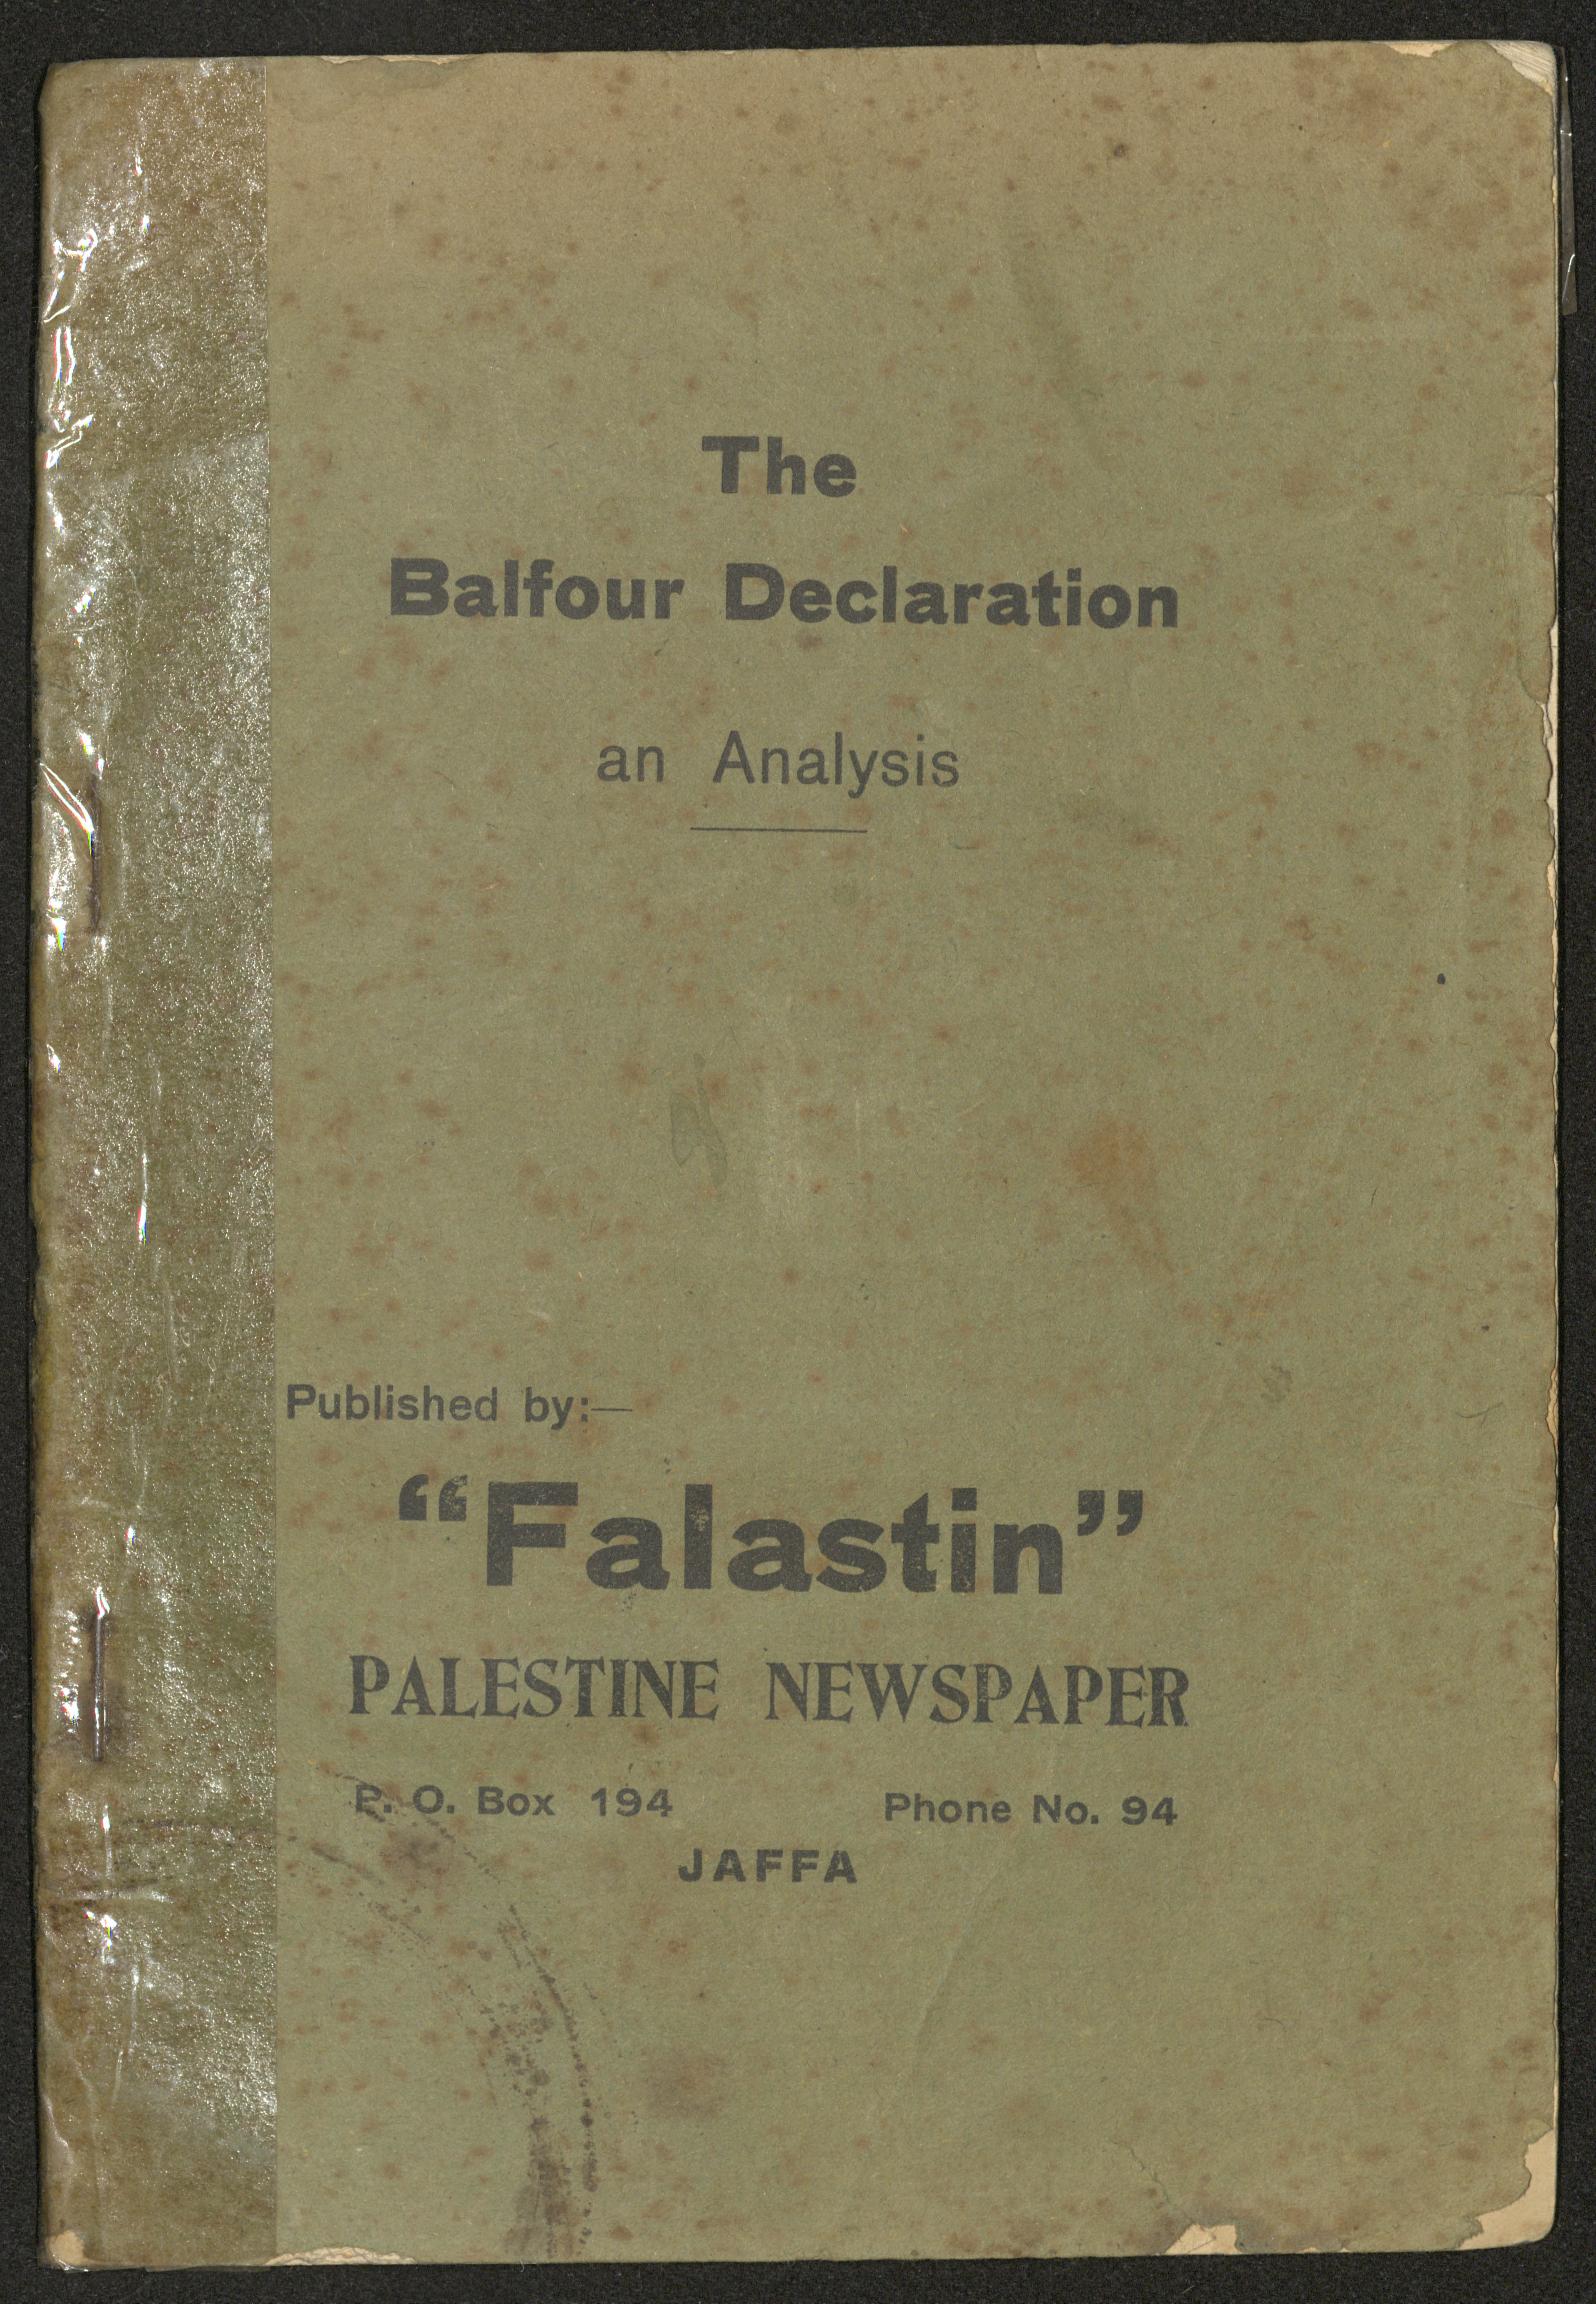 The
Balfour Declaration
an Analysis
Published by:—
“Falastin”
PALESTINE NEWSPAPER
P. O. Box 194 Phone No. 94
JAFFA